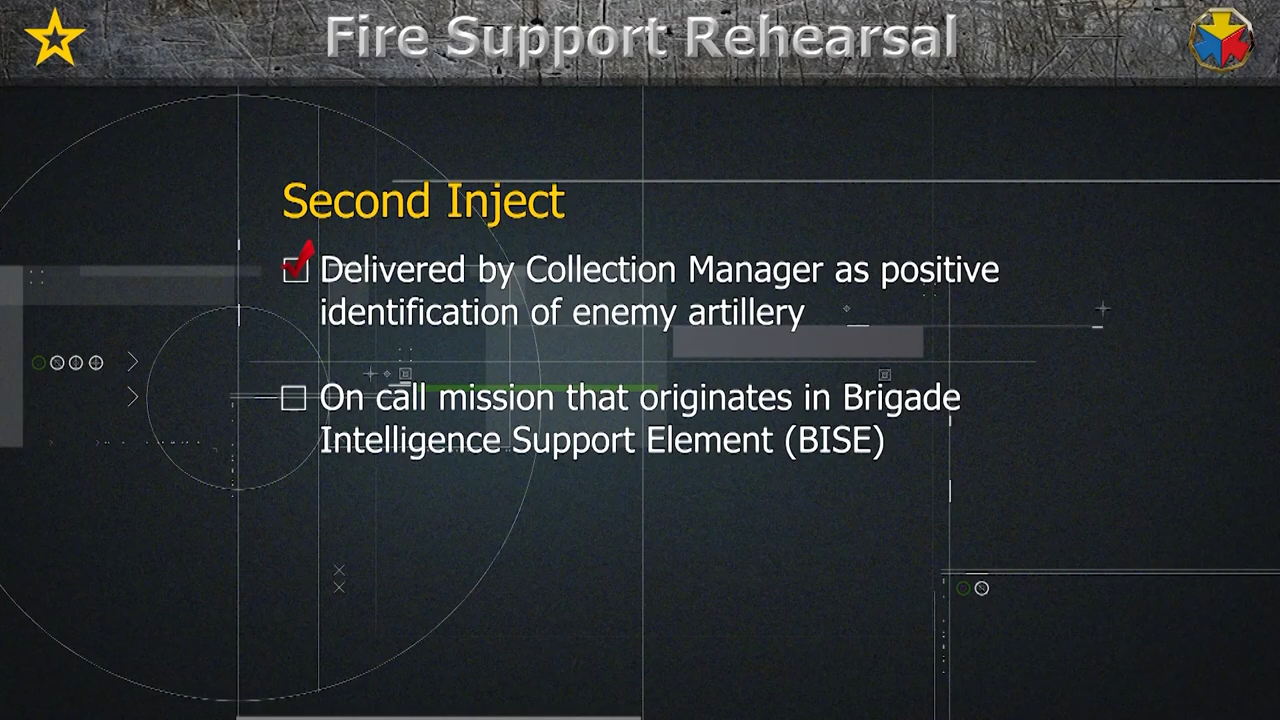 Fire Support Rehearsal
Second Inject
Delivered by Collection Manager as positive
identification of enemy artillery
On call mission that originates in Brigade
Intelligence Support Element (BISE)